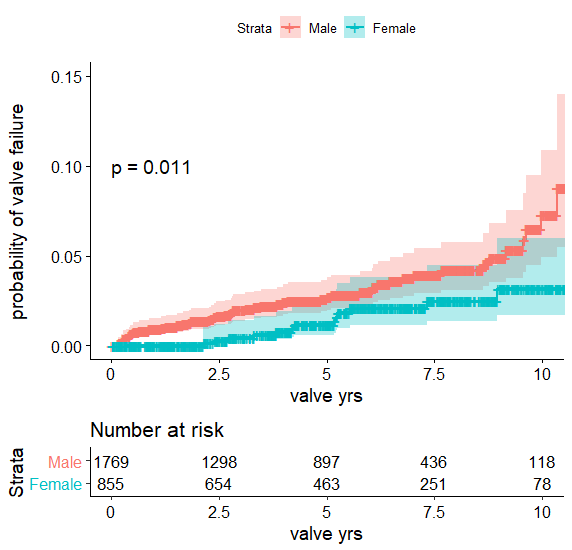 Strata Male Female
probability of valve failure
0.15
0.10
0.05
0.00
p = 0.011
0 2.5 5 7.5 10
valve yrs
Number at risk
Strata
Male 1769 1298 897 436 118
Female 855 654 463 251 78
0 2.5 5 7.5 10
valve yrs